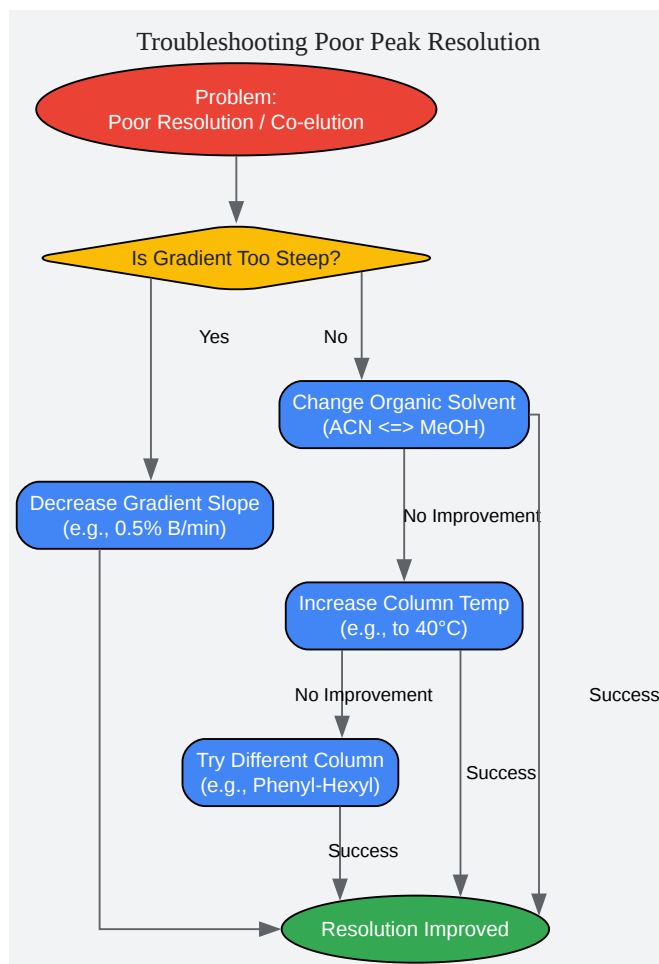 Troubleshooting Poor Peak Resolution
Problem:
Poor Resolution / Co-elution
Is Gradient Too Steep?
Yes
No
Change Organic Solvent
(ACN <=> MeOH)
Decrease Gradient Slope
(e.g., 0.5% B/min)
No Improvement
Increase Column Temp
(e.g., to 40°C)
No Improvement
Success
Try Different Column
(e.g., Phenyl-Hexyl)
Success
Success
Resolution Improved